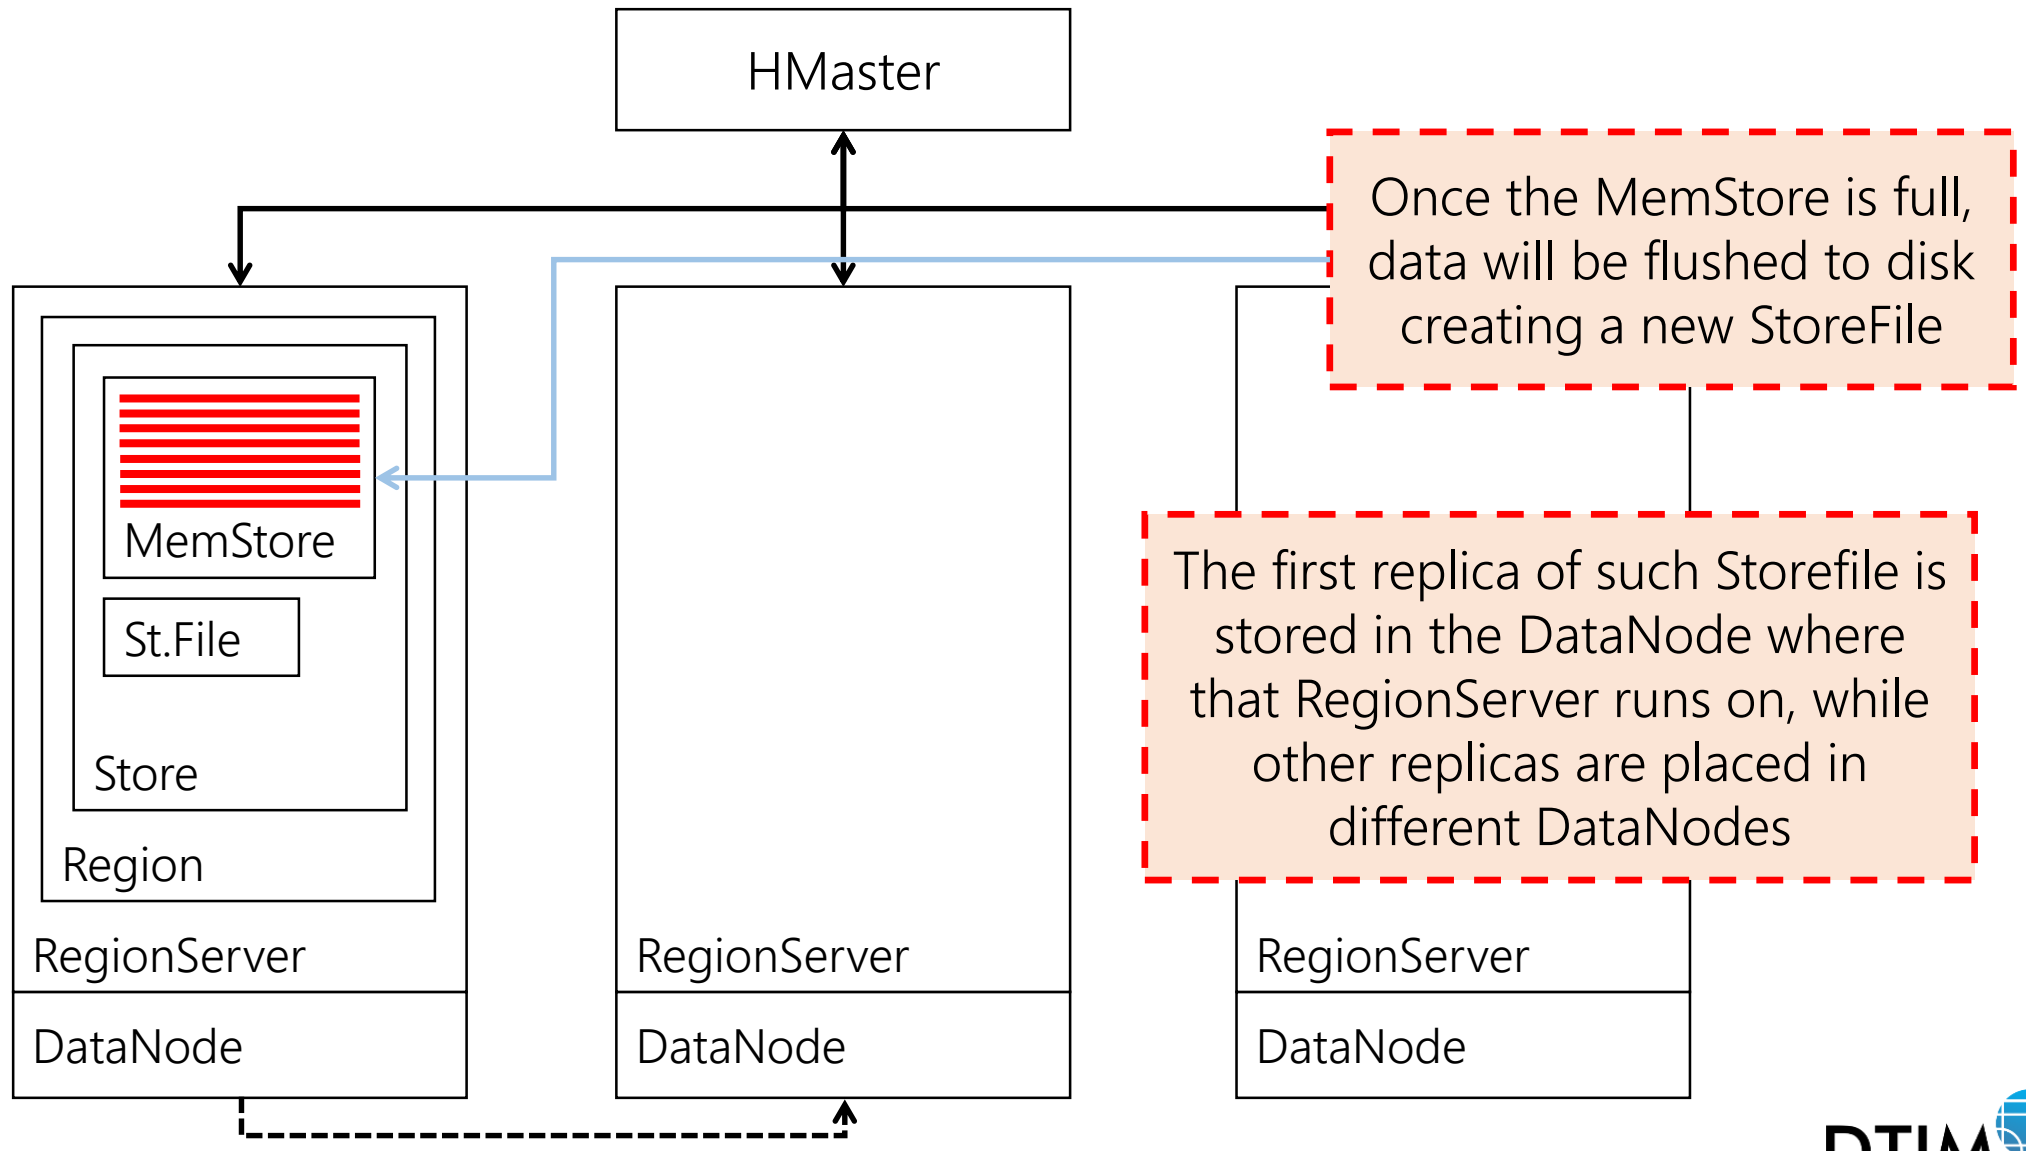 HMaster
Once the MemStore is full,
data will be flushed to disk
creating a new StoreFile
MemStore
St.File
Store
Region
RegionServer
DataNode
RegionServer
DataNode
The first replica of such Storefile is
stored in the DataNode where
that RegionServer runs on, while
other replicas are placed in
different DataNodes
RegionServer
DataNode
DTIM